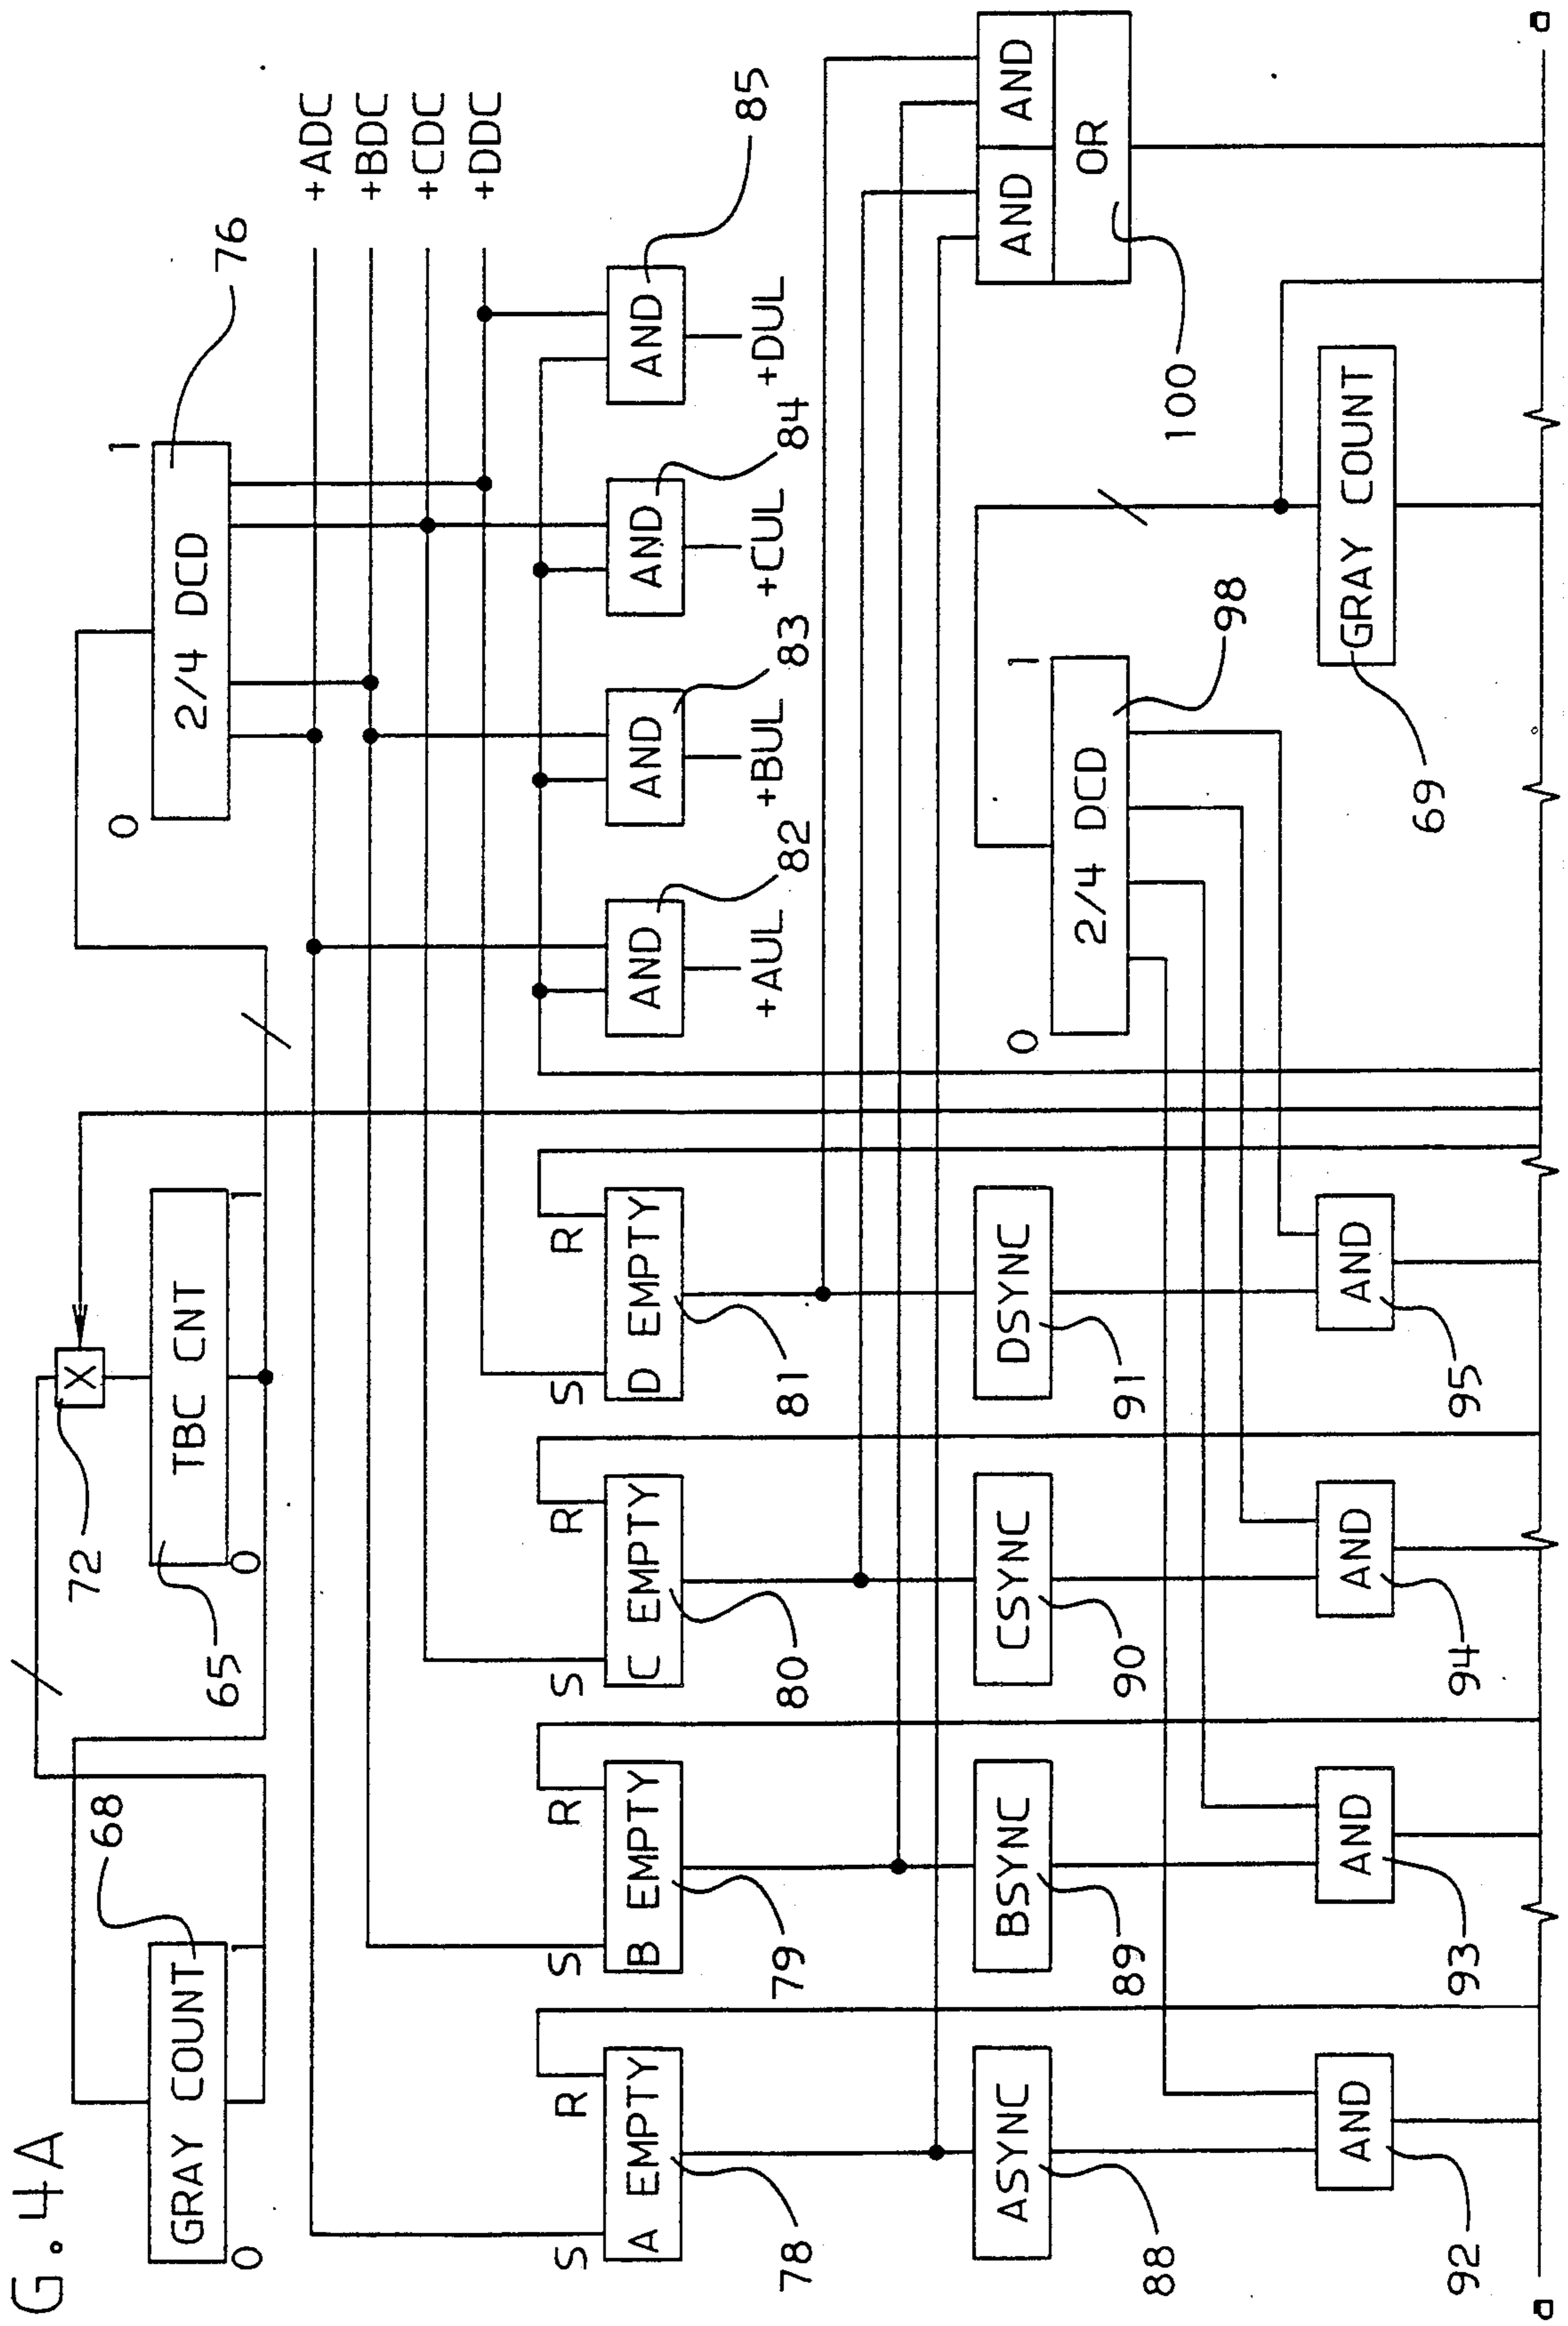 G. 4A
GRAY COUNT
0
1
68
72
X
TBC CNT
0
1
65
2/4 DCD
0
1
76
+ADC
+BDC
+CDC
+DDC
S
R
A EMPTY
78
S
R
B EMPTY
79
S
R
C EMPTY
80
S
R
D EMPTY
81
AND
82
+AUL
AND
83
+BUL
AND
84
+CUL
AND
85
+DUL
ASYNC
88
BSYNC
89
CSYNC
90
DSYNC
91
2/4 DCD
0
1
98
AND
AND
OR
100
AND
92
AND
93
AND
94
AND
95
GRAY COUNT
69
a
a